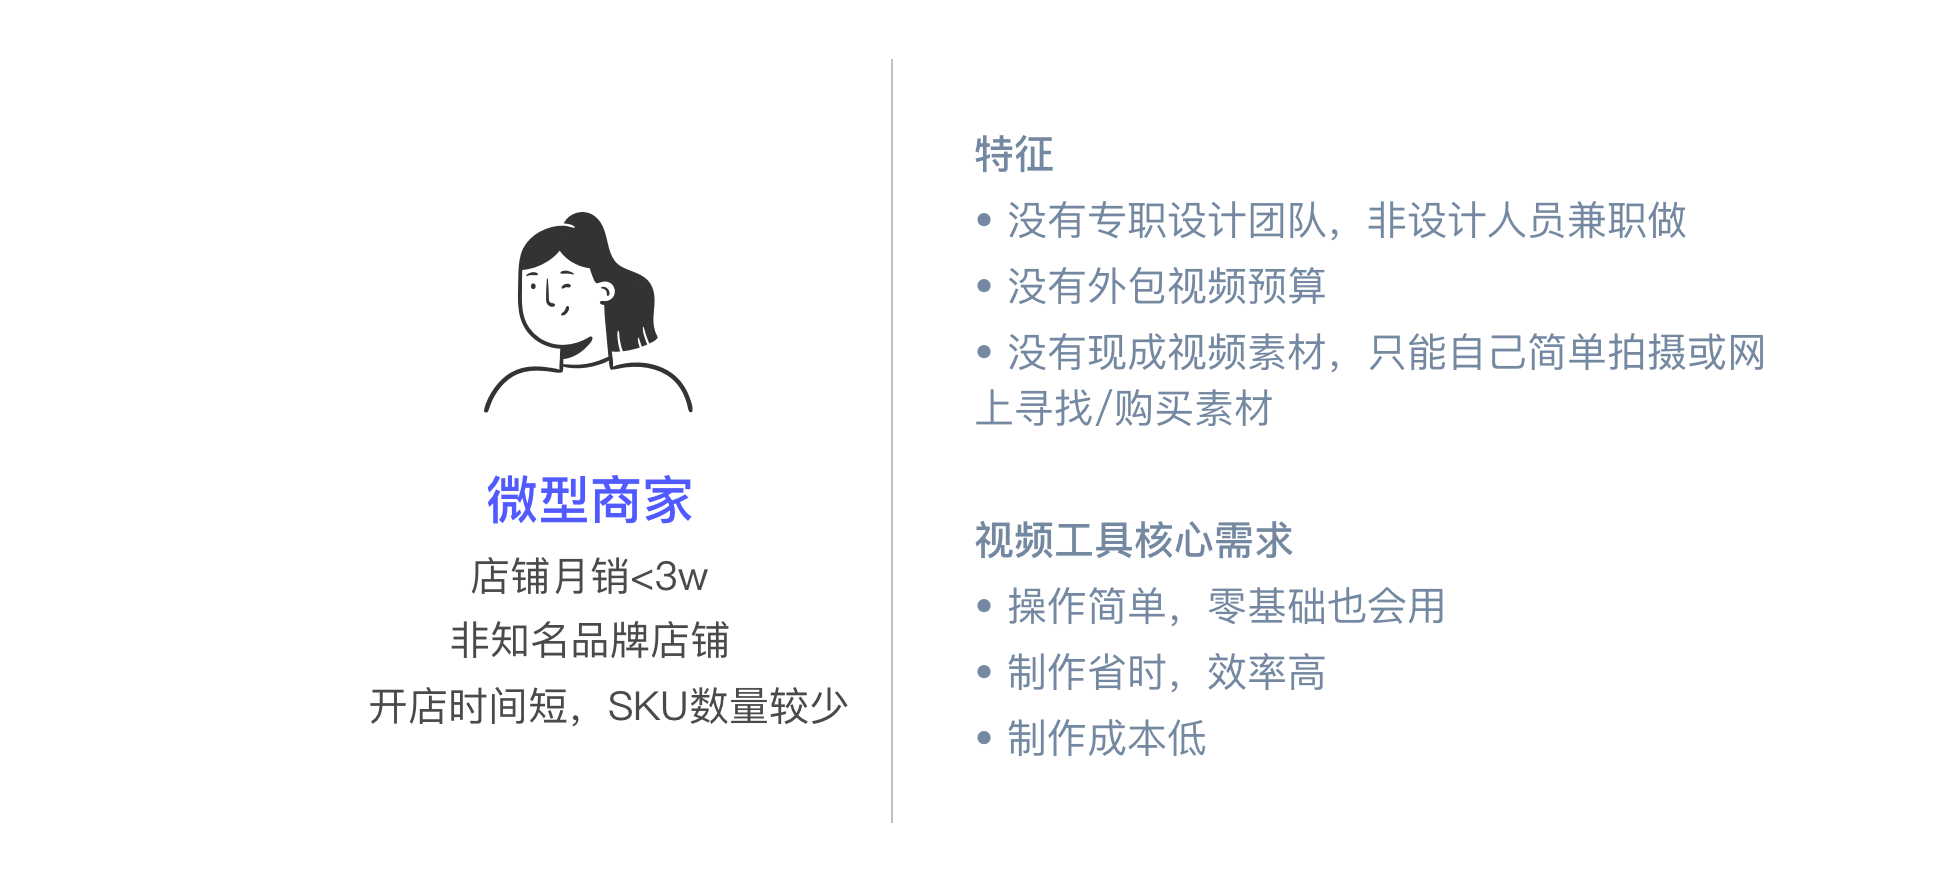 微型商家
店铺月销<3w
非知名品牌店铺
开店时间短，SKU数量较少
特征
• 没有专职设计团队，非设计人员兼职做
• 没有外包视频预算
• 没有现成视频素材，只能自己简单拍摄或网
上寻找/购买素材
视频工具核心需求
• 操作简单，零基础也会用
• 制作省时，效率高
• 制作成本低